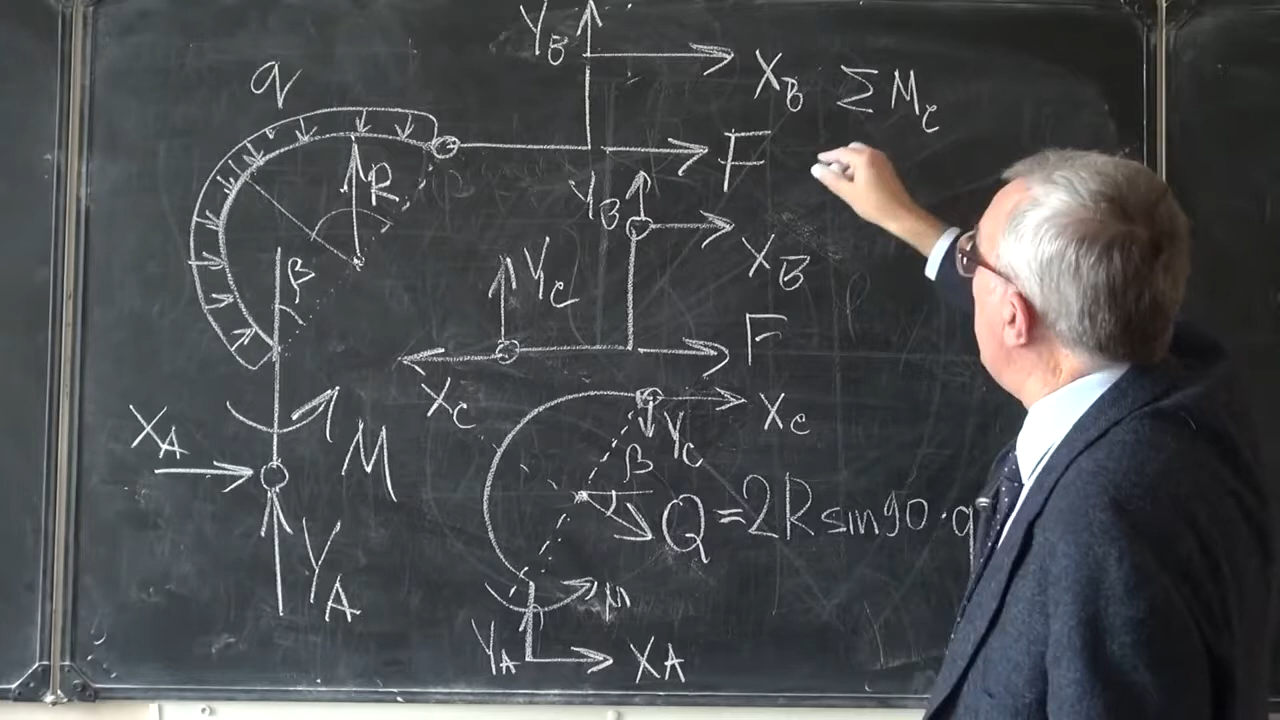 Y_B
X_B
Σ M_c
q
F
R
Y_B
X_B
β
Y_c
F
X_c
X_c
X_A
M
Y_c
β
Q = 2R sin 90 · q
Y_A
M
Y_A
X_A